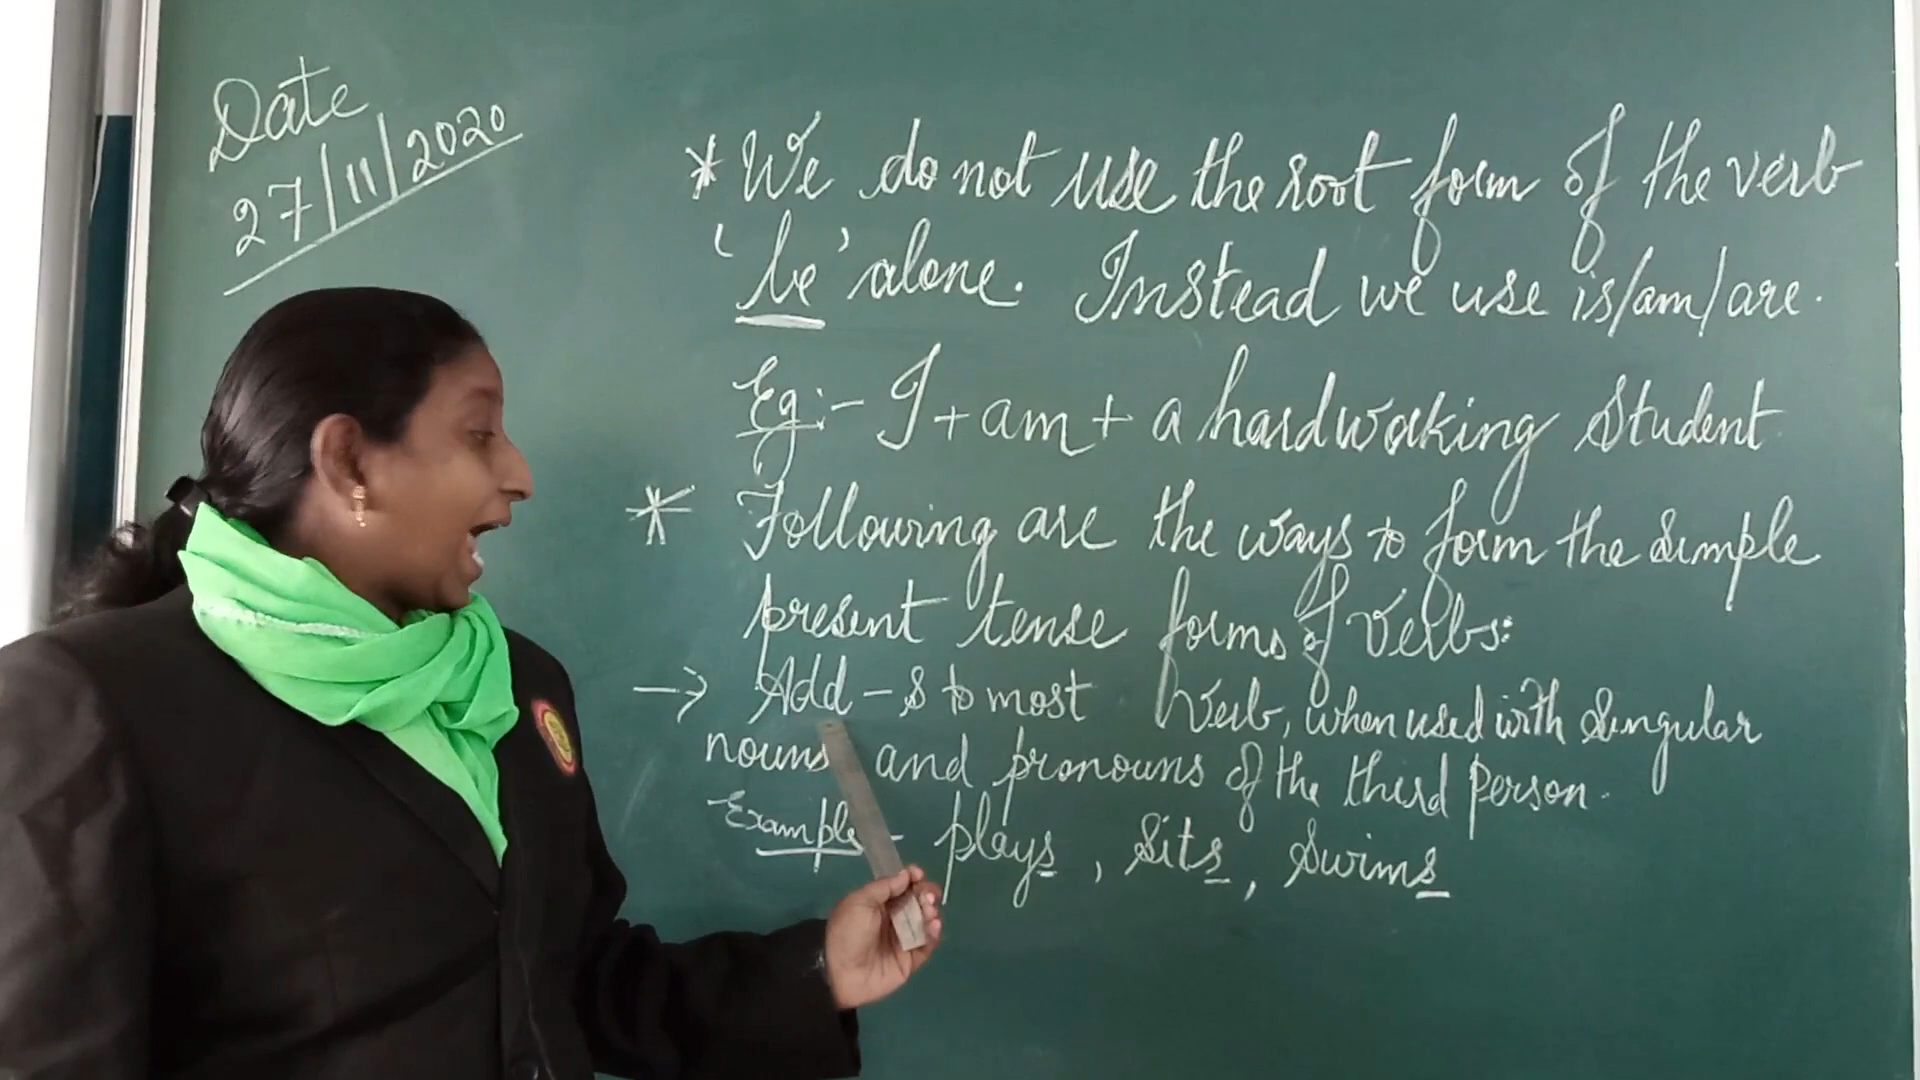 Date
27/11/2020
* We do not use the root form of the verb
'be' alone. Instead we use is/am/are.
Eg:- I + am + a hardworking student
* Following are the ways to form the simple
present tense forms of verbs:
→ Add -s to most Verb, when used with singular
nouns and pronouns of the third person.
Example- plays, sits, swims